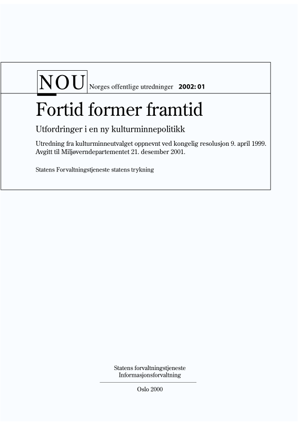 NOU Norges offentlige utredninger 2002: 01
Fortid former framtid
Utfordringer i en ny kulturminnepolitikk
Utredning fra kulturminneutvalget oppnevnt ved kongelig resolusjon 9. april 1999.
Avgitt til Miljøverndepartementet 21. desember 2001.
Statens Forvaltningstjeneste statens trykning
Statens forvaltningstjeneste
Informasjonsforvaltning
Oslo 2000